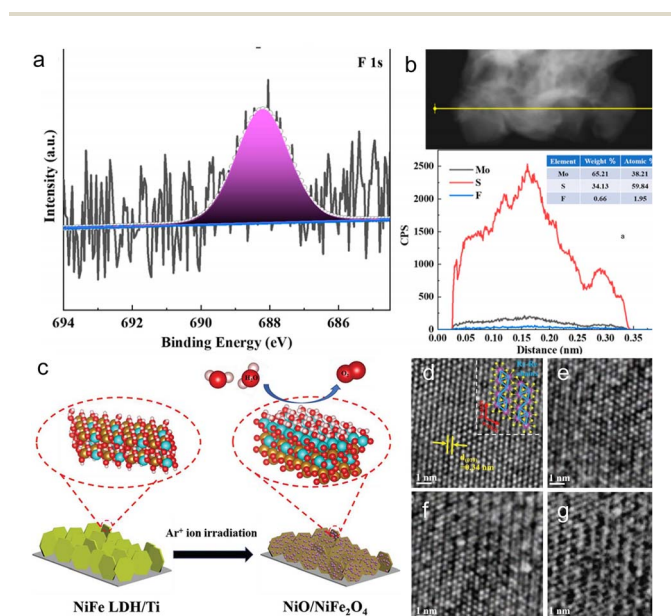 a
F 1s
Intensity (a.u.)
694 692 690 688 686
Binding Energy (eV)
b
2500
2000
1500
1000
500
0
CPS
Mo
S
F
Element Weight % Atomic %
Mo 65.21 38.21
S 34.13 59.84
F 0.66 1.95
a
0.00 0.05 0.10 0.15 0.20 0.25 0.30 0.35
Distance (nm)
c
Ar⁺ ion irradiation
NiFe LDH/Ti
NiO/NiFe₂O₄
d
1 nm
e
1 nm
f
1 nm
g
1 nm